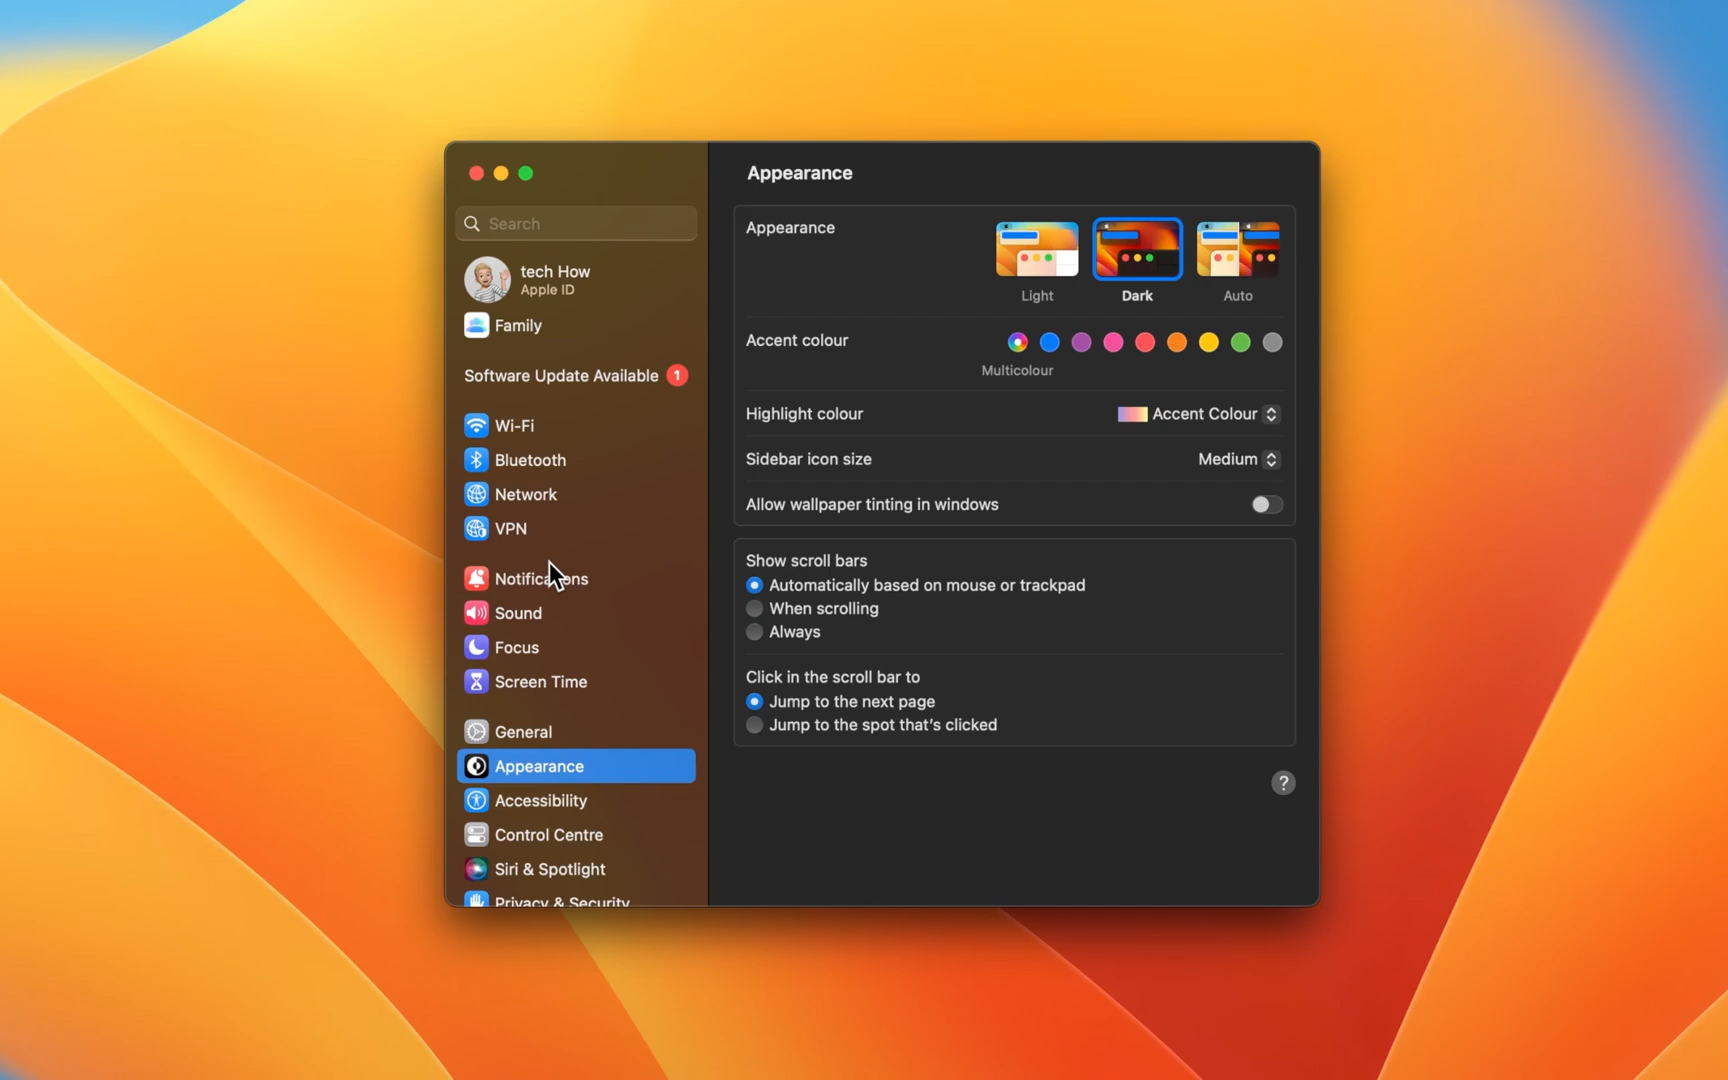 Search
tech How
Apple ID
Family
Software Update Available 1
Wi-Fi
Bluetooth
Network
VPN
Notifications
Sound
Focus
Screen Time
General
Appearance
Accessibility
Control Centre
Siri & Spotlight
Privacy & Security
Appearance
Appearance
Light
Dark
Auto
Accent colour
Multicolour
Highlight colour
Accent Colour
Sidebar icon size
Medium
Allow wallpaper tinting in windows
Show scroll bars
Automatically based on mouse or trackpad
When scrolling
Always
Click in the scroll bar to
Jump to the next page
Jump to the spot that's clicked
?